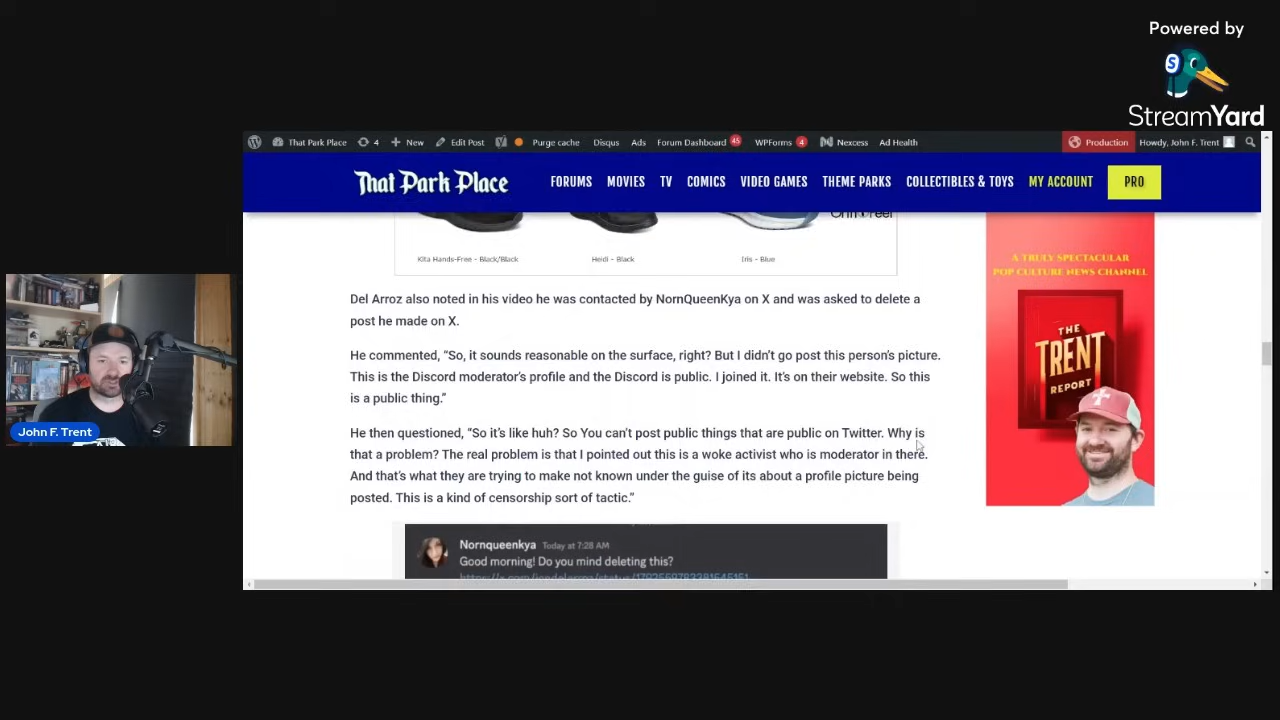 Powered by
S
StreamYard
That Park Place 4 New Edit Post Purge cache Disqus Ads Forum Dashboard 45 WPForms 4 Nexcess Ad Health Production Howdy, John F. Trent
That Park Place FORUMS MOVIES TV COMICS VIDEO GAMES THEME PARKS COLLECTIBLES & TOYS MY ACCOUNT PRO
Kita Hands-Free - Black/Black Heidi - Black Iris - Blue
A TRULY SPECTACULAR
POP CULTURE NEWS CHANNEL
THE
TRENT
REPORT
Del Arroz also noted in his video he was contacted by NornQueenKya on X and was asked to delete a
post he made on X.
He commented, “So, it sounds reasonable on the surface, right? But I didn’t go post this person’s picture.
This is the Discord moderator’s profile and the Discord is public. I joined it. It’s on their website. So this
is a public thing.”
He then questioned, “So it’s like huh? So You can’t post public things that are public on Twitter. Why is
that a problem? The real problem is that I pointed out this is a woke activist who is moderator in there.
And that’s what they are trying to make not known under the guise of its about a profile picture being
posted. This is a kind of censorship sort of tactic.”
Nornqueenkya Today at 7:28 AM
Good morning! Do you mind deleting this?
John F. Trent